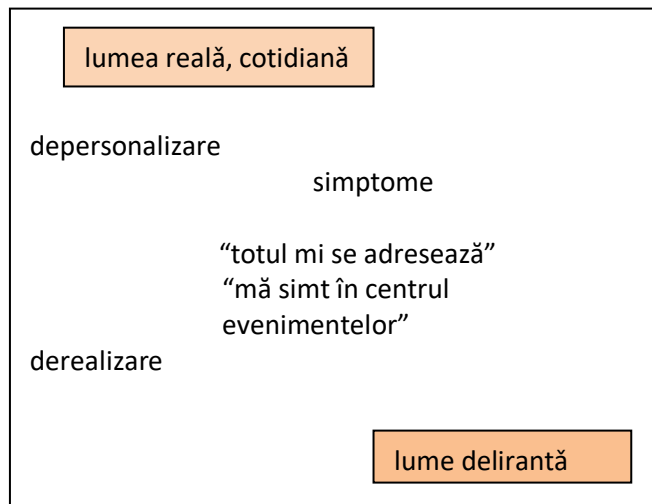 lumea reală, cotidiană
depersonalizare
simptome
“totul mi se adresează”
“mă simt în centrul
evenimentelor”
derealizare
lume delirantă